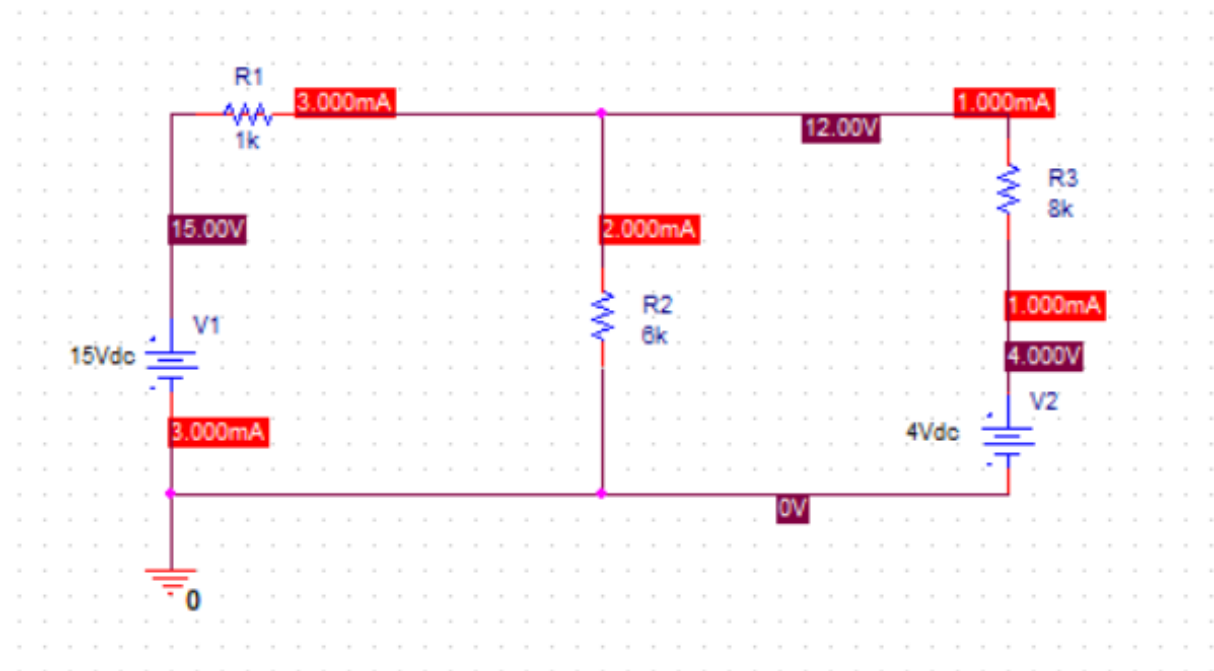 R1
3.000mA
1.000mA
1k
12.00V
R3
8k
15.00V
2.000mA
R2
6k
1.000mA
V1
15Vdc
4.000V
V2
4Vdc
3.000mA
0V
0